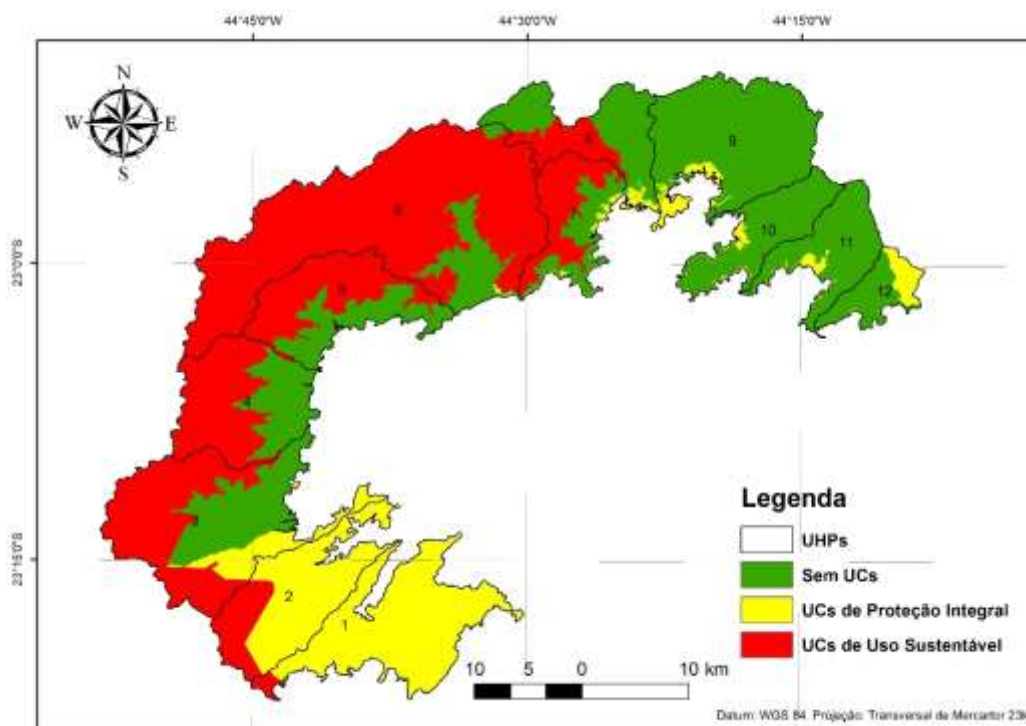 44°45'0"W 44°30'0"W 44°15'0"W
N
W E
S
9
10
11
12
23°0'0"S
23°15'0"S
2
1
Legenda
UHPs
Sem UCs
UCs de Proteção Integral
UCs de Uso Sustentável
10 5 0 10 km
Datum: WGS 84 Projeção: Transversal de Mercartor 23k